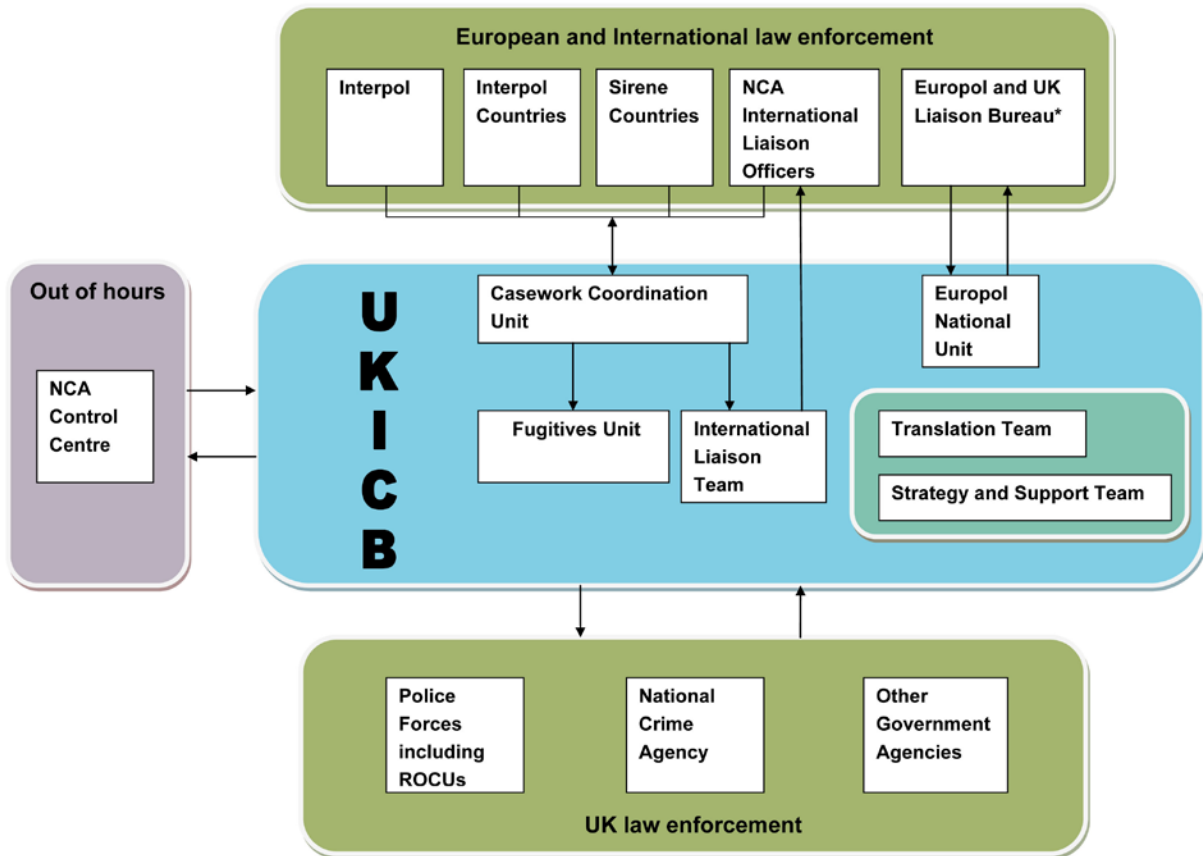 European and International law enforcement
Interpol
Interpol
Countries
Sirene
Countries
NCA
International
Liaison
Officers
Europol and UK
Liaison Bureau*
Out of hours
NCA
Control
Centre
U
K
I
C
B
Casework Coordination
Unit
Europol
National
Unit
Fugitives Unit
International
Liaison
Team
Translation Team
Strategy and Support Team
Police
Forces
including
ROCUs
National
Crime
Agency
Other
Government
Agencies
UK law enforcement